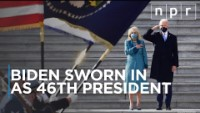 npr
BIDEN SWORN IN
AS 46TH PRESIDENT